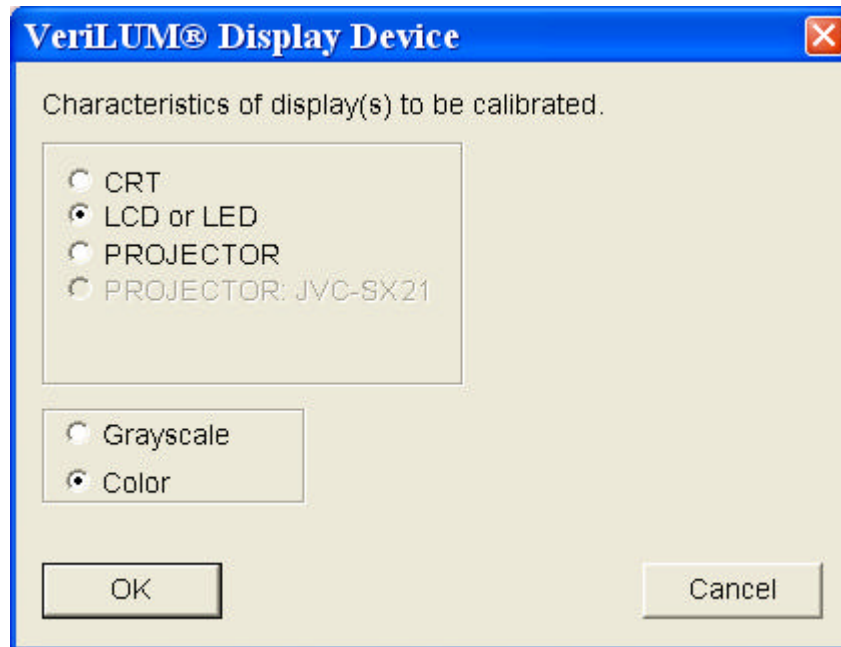 VeriLUM® Display Device
Characteristics of display(s) to be calibrated.
CRT
LCD or LED
PROJECTOR
PROJECTOR: JVC-SX21
Grayscale
Color
OK
Cancel